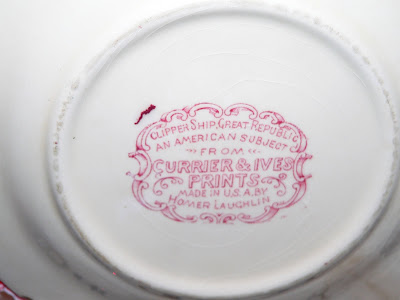 CLIPPER SHIP, GREAT REPUBLIC
AN AMERICAN SUBJECT
FROM
CURRIER & IVES
PRINTS
MADE IN U.S.A. BY
HOMER LAUGHLIN